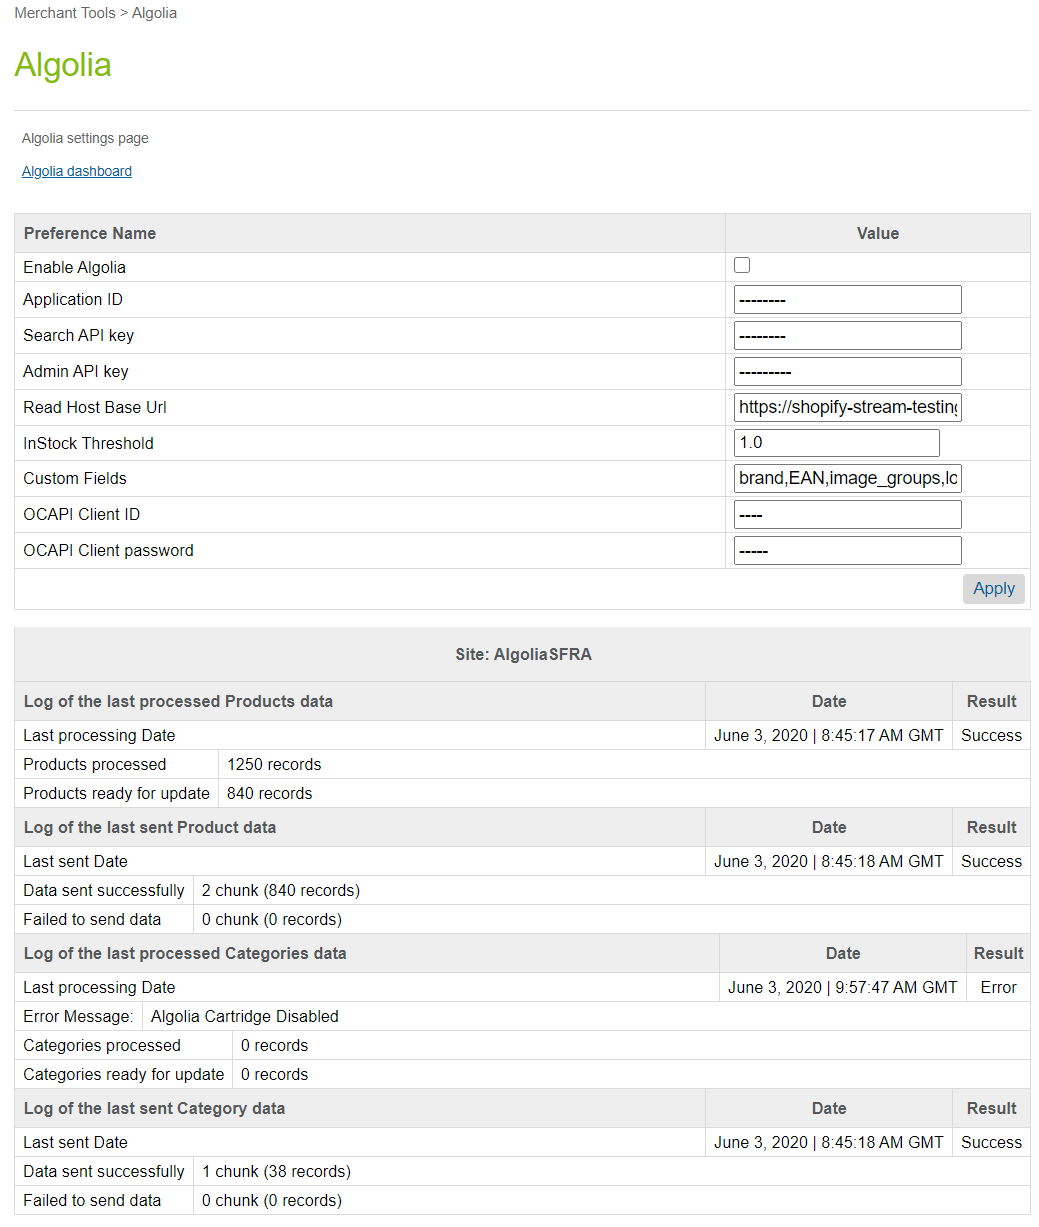 Merchant Tools > Algolia
Algolia
Algolia settings page
Algolia dashboard
Preference Name Value
Enable Algolia
Application ID --------
Search API key --------
Admin API key ---------
Read Host Base Url https://shopify-stream-testing
InStock Threshold 1.0
Custom Fields brand,EAN,image_groups,lo
OCAPI Client ID ----
OCAPI Client password -----
Apply
Site: AlgoliaSFRA
Log of the last processed Products data Date Result
Last processing Date June 3, 2020 | 8:45:17 AM GMT Success
Products processed 1250 records
Products ready for update 840 records
Log of the last sent Product data Date Result
Last sent Date June 3, 2020 | 8:45:18 AM GMT Success
Data sent successfully 2 chunk (840 records)
Failed to send data 0 chunk (0 records)
Log of the last processed Categories data Date Result
Last processing Date June 3, 2020 | 9:57:47 AM GMT Error
Error Message: Algolia Cartridge Disabled
Categories processed 0 records
Categories ready for update 0 records
Log of the last sent Category data Date Result
Last sent Date June 3, 2020 | 8:45:18 AM GMT Success
Data sent successfully 1 chunk (38 records)
Failed to send data 0 chunk (0 records)